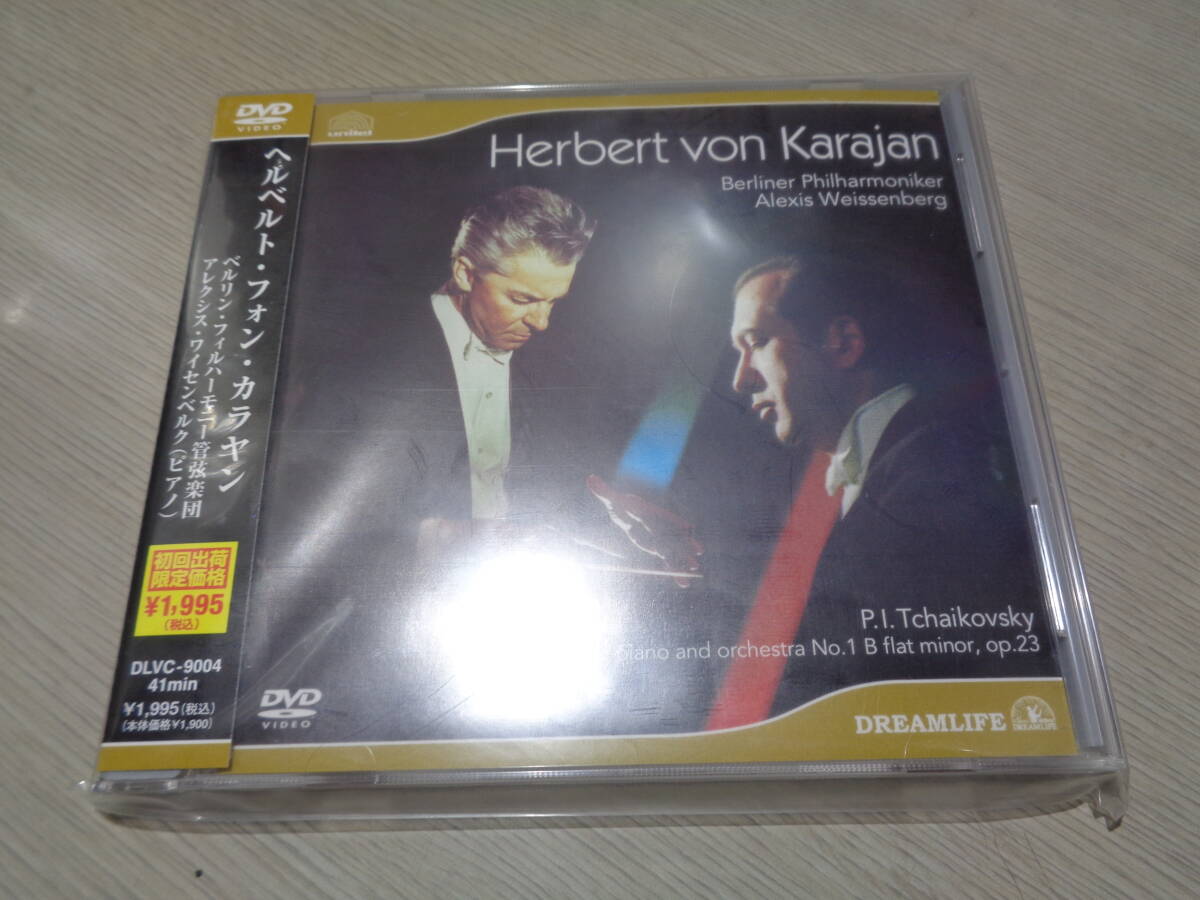 DVD
VIDEO
ヘルベルト・フォン・カラヤン
ベルリン・フィルハーモニー管弦楽団
アレクシス・ワイセンベルク(ピアノ)
初回出荷
限定価格
¥1,995
(税込)
DLVC-9004
41min
¥1,995(税込)
(本体価格¥1,900)
unitel
Herbert von Karajan
Berliner Philharmoniker
Alexis Weissenberg
P.I.Tchaikovsky
piano and orchestra No.1 B flat minor, op.23
DVD
VIDEO
DREAMLIFE
DREAMLIFE